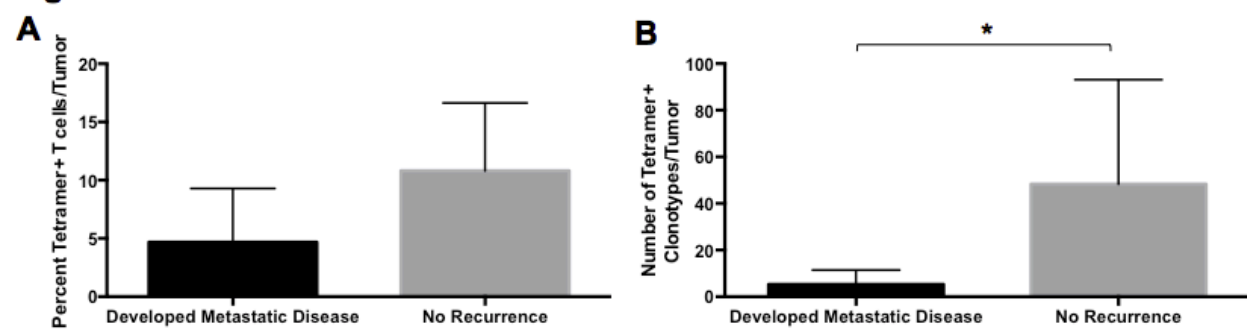 A
Percent Tetramer+ T cells/Tumor
20
15
10
5
0
Developed Metastatic Disease
No Recurrence
B
*
Number of Tetramer+
Clonotypes/Tumor
100
80
60
40
20
0
Developed Metastatic Disease
No Recurrence